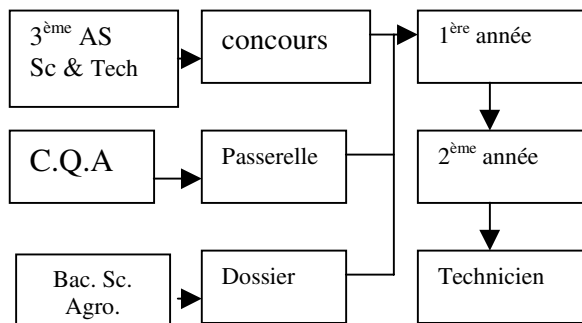 3ème AS
Sc & Tech
concours
1ère année
C.Q.A
Passerelle
2ème année
Bac. Sc.
Agro.
Dossier
Technicien